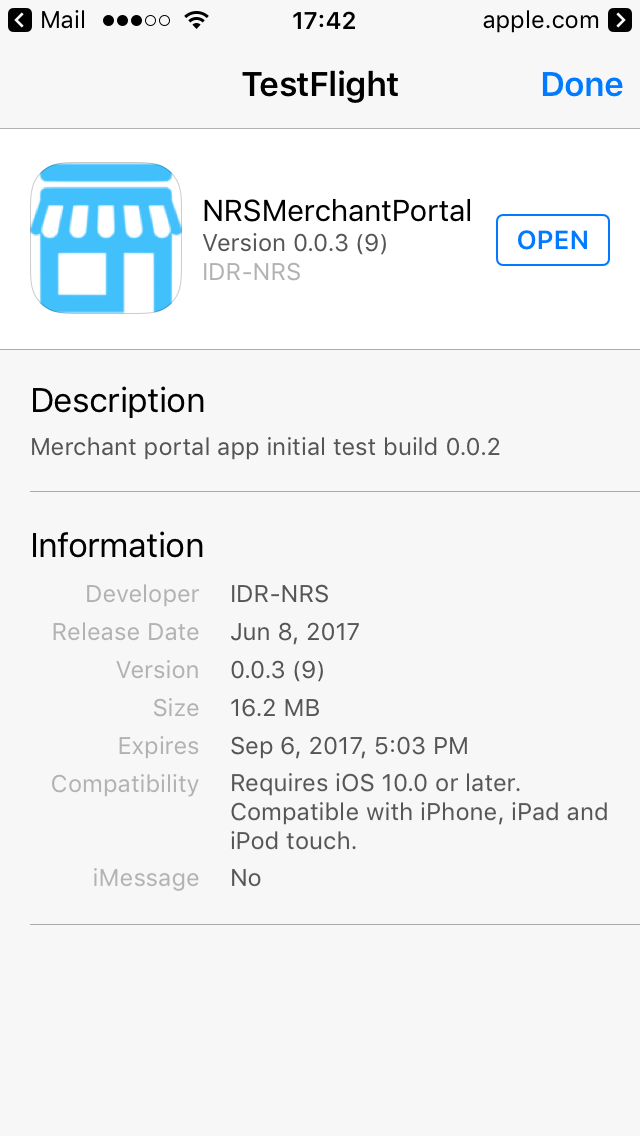 Mail 17:42 apple.com
TestFlight Done
NRSMerchantPortal
Version 0.0.3 (9)
IDR-NRS
OPEN
Description
Merchant portal app initial test build 0.0.2
Information
Developer IDR-NRS
Release Date Jun 8, 2017
Version 0.0.3 (9)
Size 16.2 MB
Expires Sep 6, 2017, 5:03 PM
Compatibility Requires iOS 10.0 or later.
Compatible with iPhone, iPad and
iPod touch.
iMessage No